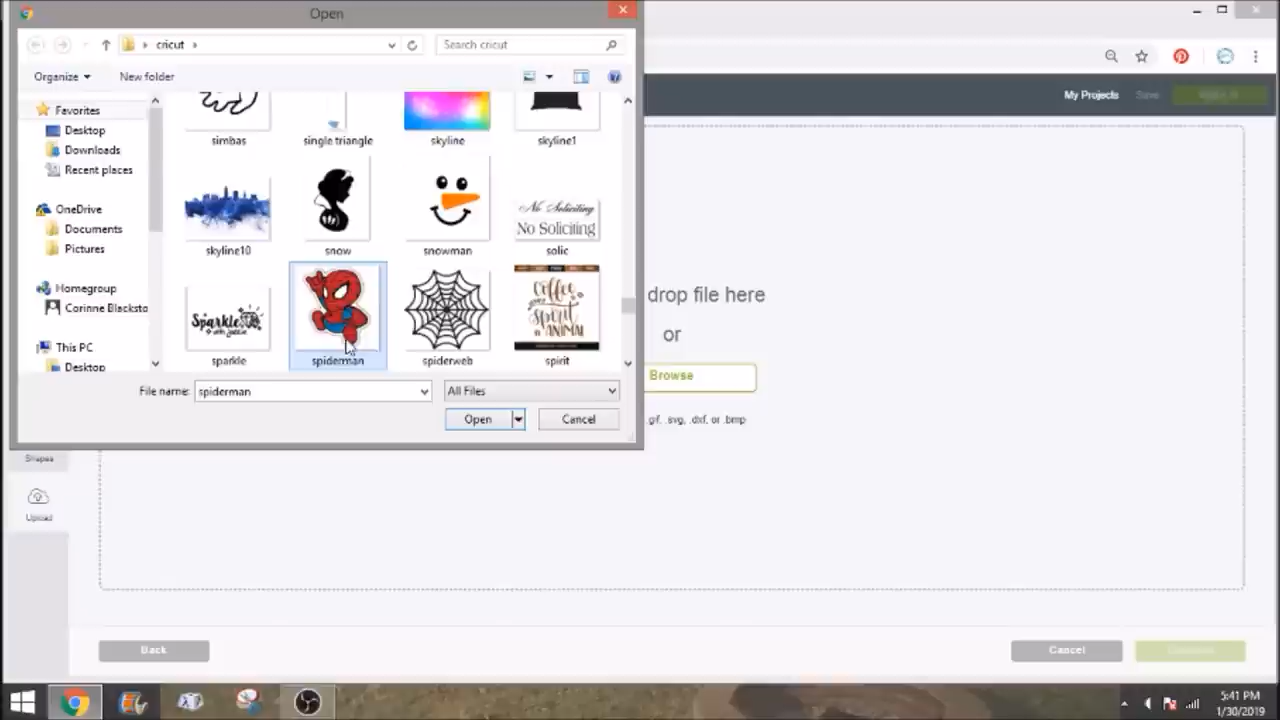 Open
cricut
Search cricut
Organize
New folder
Favorites
Desktop
Downloads
Recent places
OneDrive
Documents
Pictures
Homegroup
Corinne Blacksto
This PC
Desktop
simbas
single triangle
skyline
skyline1
skyline10
snow
snowman
No Soliciting
No Soliciting
solic
Sparkle
sparkle
spiderman
spiderweb
Coffee
spirit
ANIMAL
spirit
File name:
spiderman
All Files
Open
Cancel
My Projects
Save
drop file here
or
Browse
.gif, .svg, .dxf, or .bmp
Shapes
Upload
Back
Cancel
5:41 PM
1/30/2019